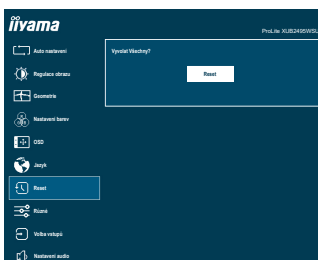 iiyama
ProLite XUB2495WSU
Auto nastavení
Vyvolat Všechny?
Regulace obrazu
Reset
Geometrie
Nastavení barev
OSD
Jazyk
Reset
Různé
Volba vstupů
Nastavení audio